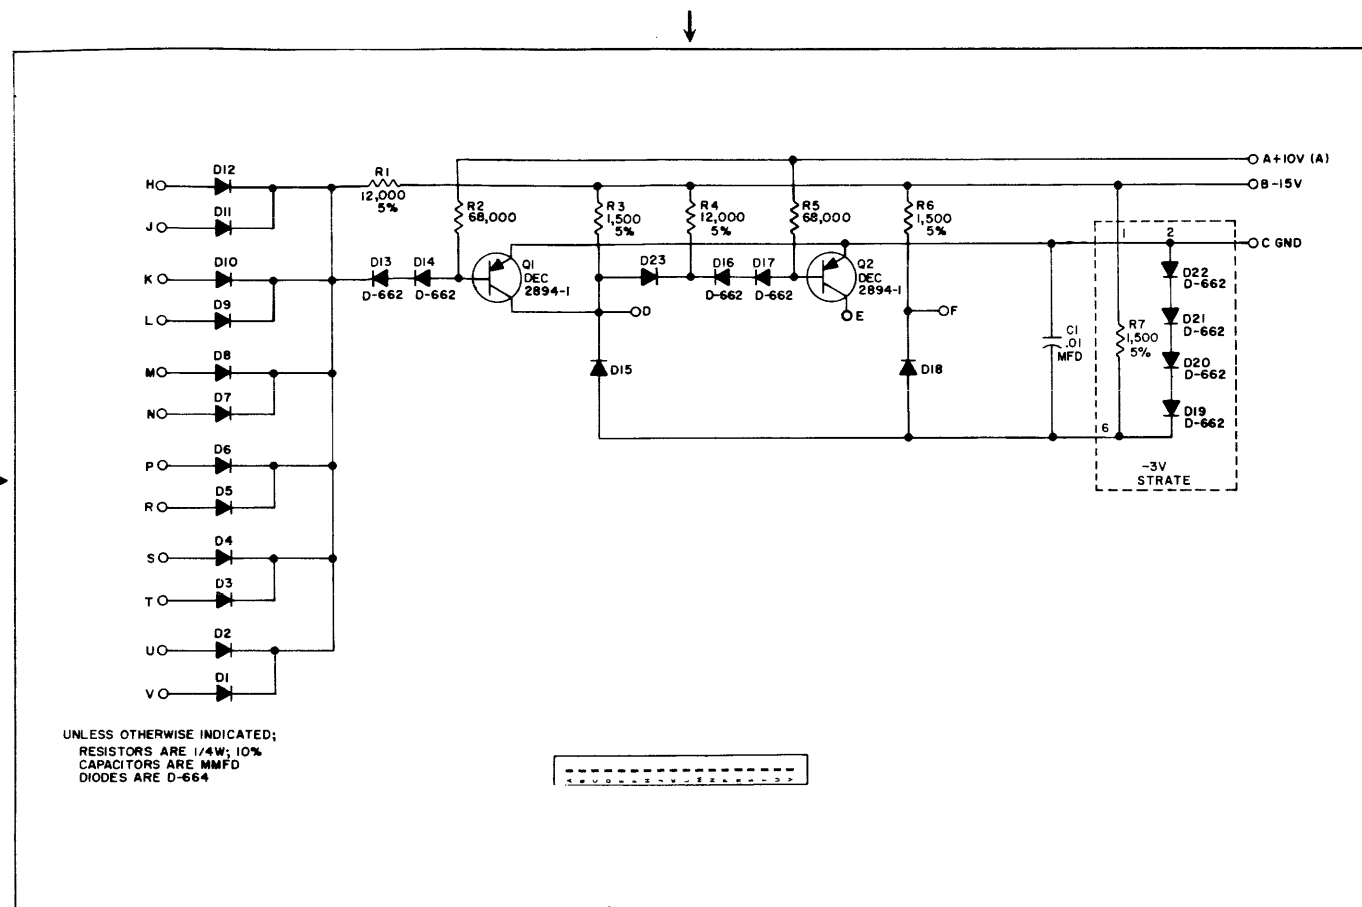 A+10V (A)
B-15V
C GND
H
D12
J
D11
K
D10
L
D9
M
D8
N
D7
P
D6
R
D5
S
D4
T
D3
U
D2
V
D1
R1
12,000
5%
D13
D-662
D14
D-662
R2
68,000
Q1
DEC
2894-1
R3
1,500
5%
D
D15
D23
R4
12,000
5%
D16
D-662
D17
D-662
R5
68,000
Q2
DEC
2894-1
E
R6
1,500
5%
F
D18
C1
.01
MFD
1
2
R7
1,500
5%
D22
D-662
D21
D-662
D20
D-662
D19
D-662
6
-3V
STRATE
UNLESS OTHERWISE INDICATED;
RESISTORS ARE 1/4W; 10%
CAPACITORS ARE MMFD
DIODES ARE D-664